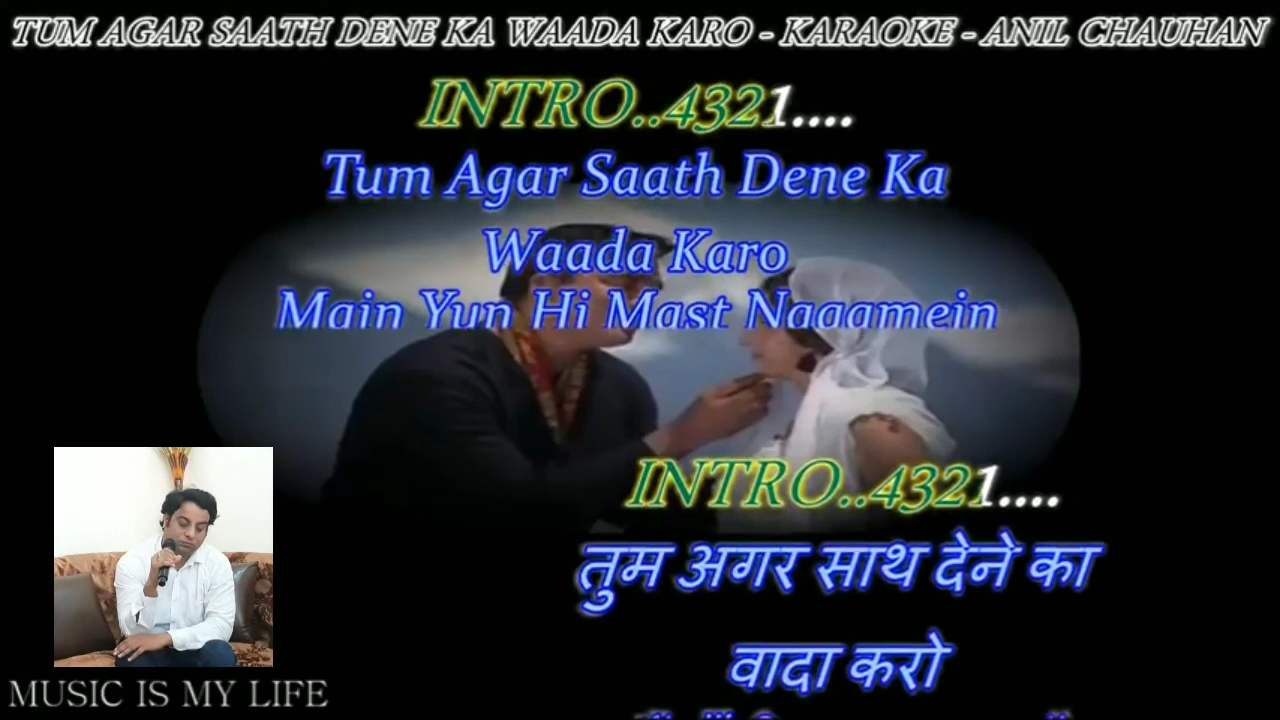 TUM AGAR SAATH DENE KA WAADA KARO - KARAOKE - ANIL CHAUHAN
INTRO..4321....
Tum Agar Saath Dene Ka
Waada Karo
Main Yun Hi Mast Nagamein
INTRO..4321....
तुम अगर साथ देने का
वादा करो
MUSIC IS MY LIFE